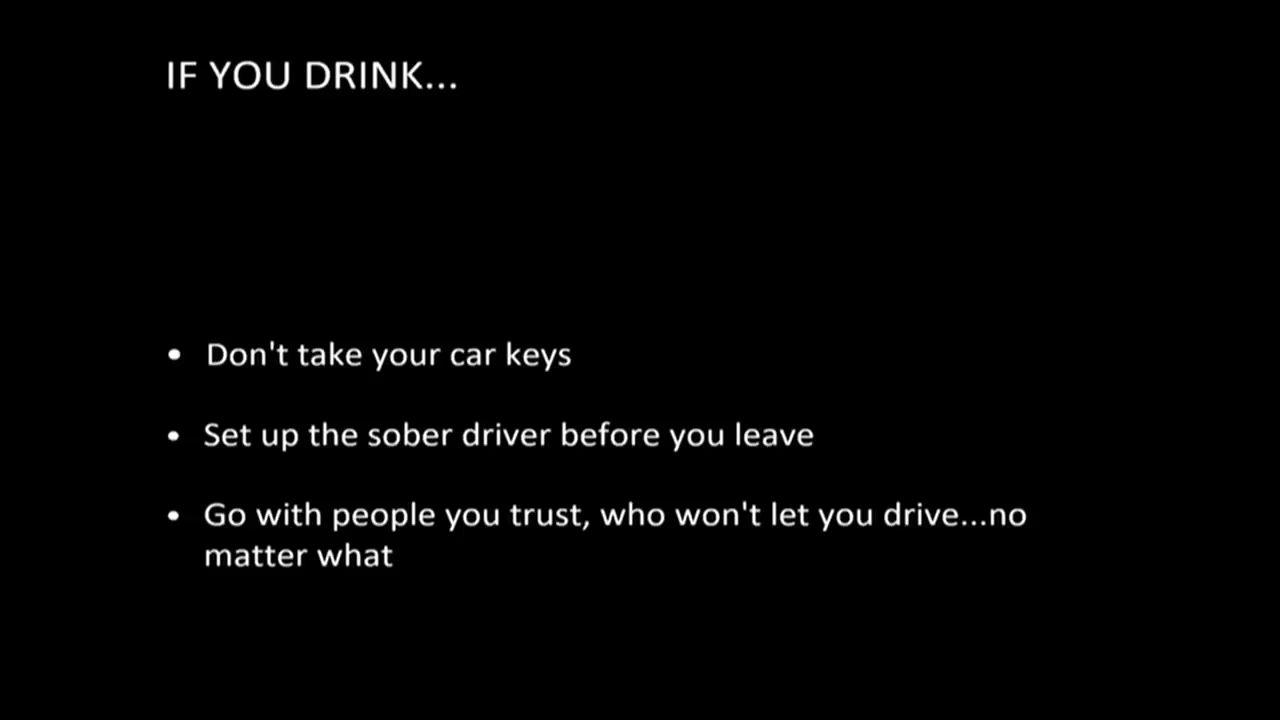 IF YOU DRINK...
• Don't take your car keys
• Set up the sober driver before you leave
• Go with people you trust, who won't let you drive...no
matter what